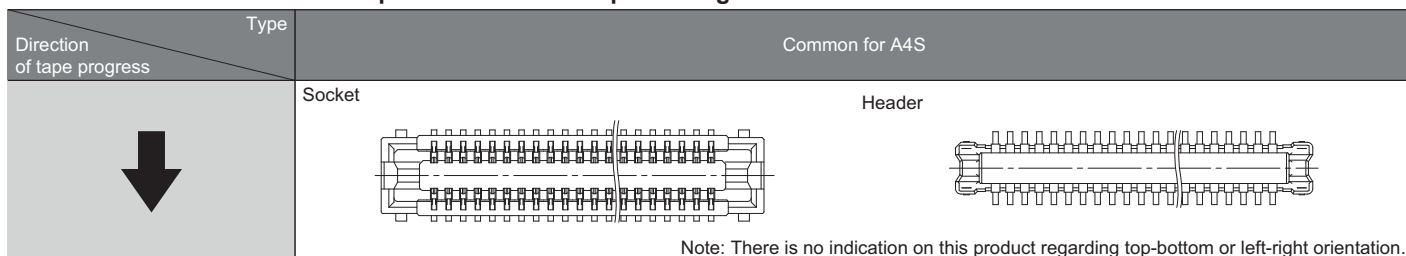 Type
Direction
of tape progress
Common for A4S
Socket
Header
Note: There is no indication on this product regarding top-bottom or left-right orientation.